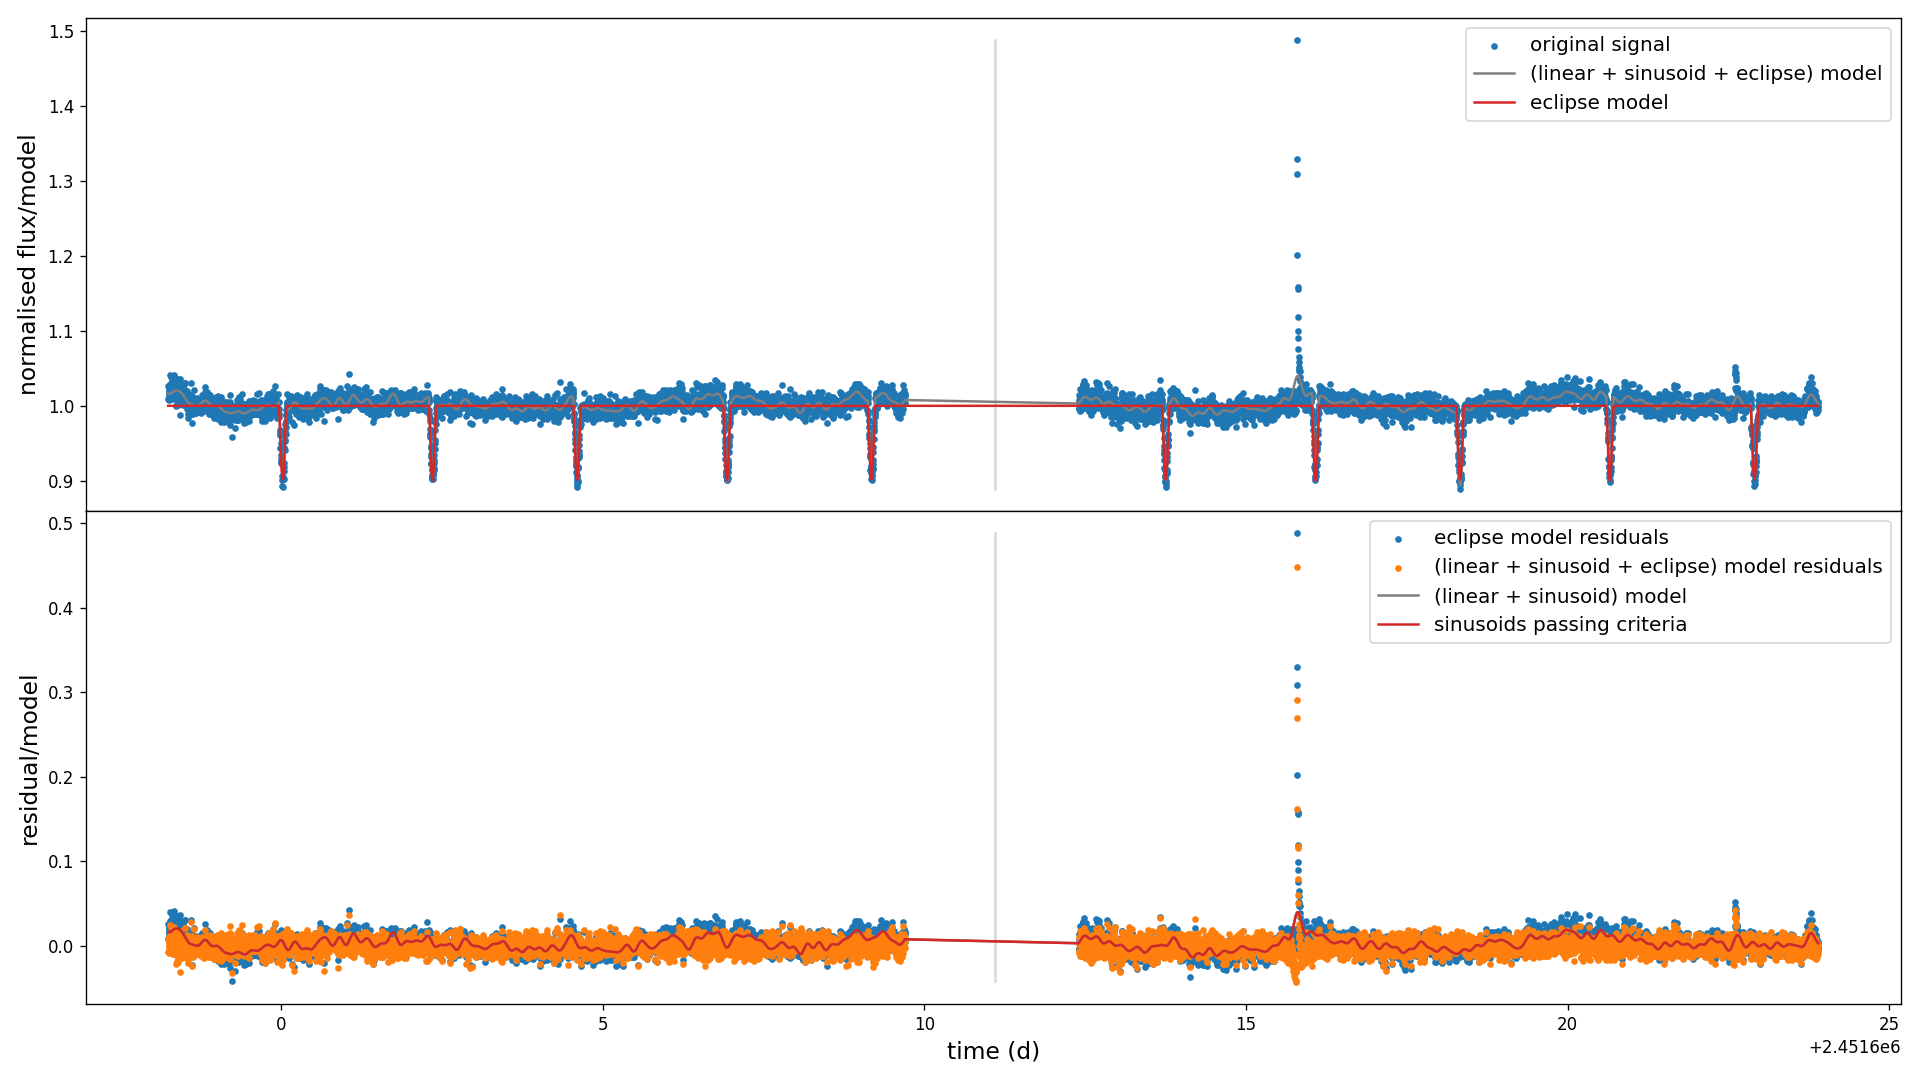 1.5
1.4
1.3
1.2
1.1
1.0
0.9
normalised flux/model
original signal
(linear + sinusoid + eclipse) model
eclipse model
0.5
0.4
0.3
0.2
0.1
0.0
residual/model
eclipse model residuals
(linear + sinusoid + eclipse) model residuals
(linear + sinusoid) model
sinusoids passing criteria
0 5 10 15 20 25
time (d)
+2.4516e6